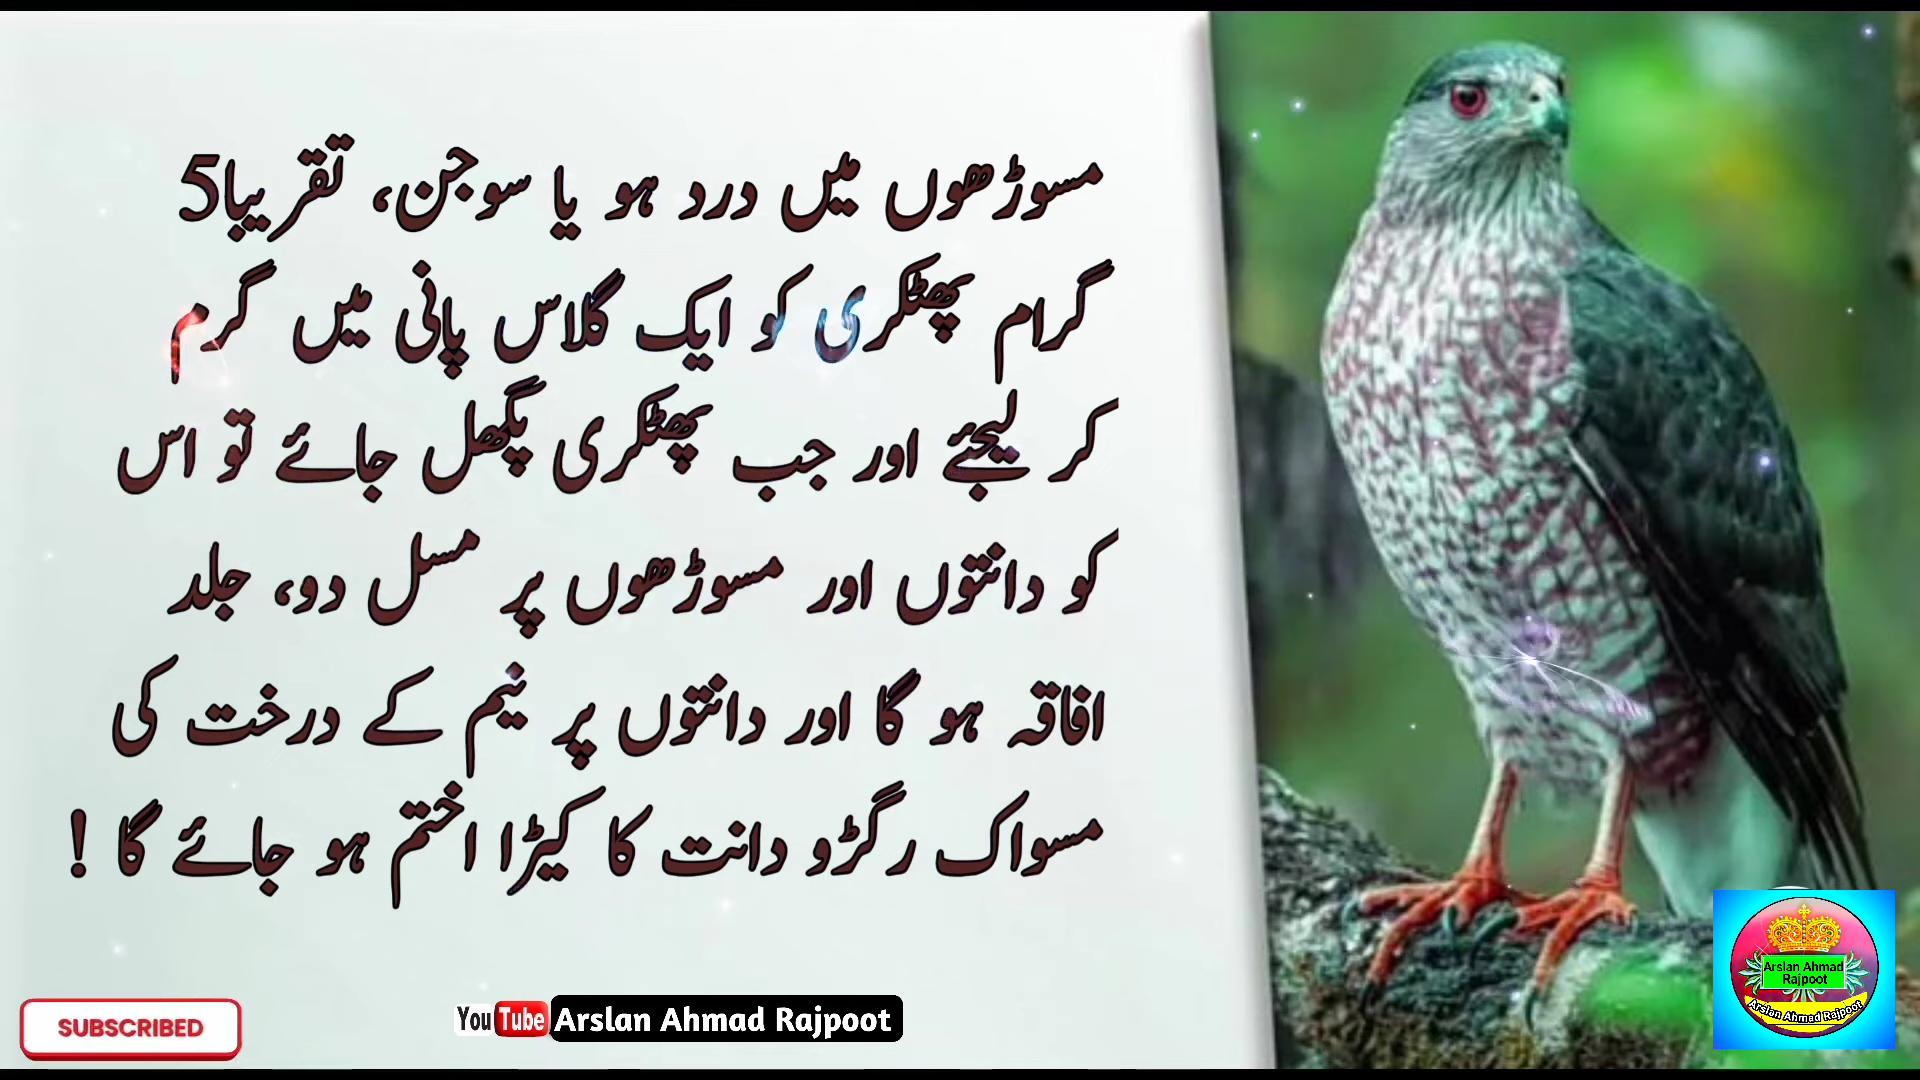 مسوڑھوں میں درد ہو یا سوجن، تقریبا5
گرام پھٹکری کو ایک گلاس پانی میں گرم
کر لیجئے اور جب پھٹکری پگھل جائے تو اس
کو دانتوں اور مسوڑھوں پر مسل دو، جلد
افاقہ ہو گا اور دانتوں پر نیم کے درخت کی
مسواک رگڑو دانت کا کیڑا اختم ہو جائے گا !
SUBSCRIBED
YouTube Arslan Ahmad Rajpoot
Arslan Ahmad
Rajpoot
Arslan Ahmad Rajpoot